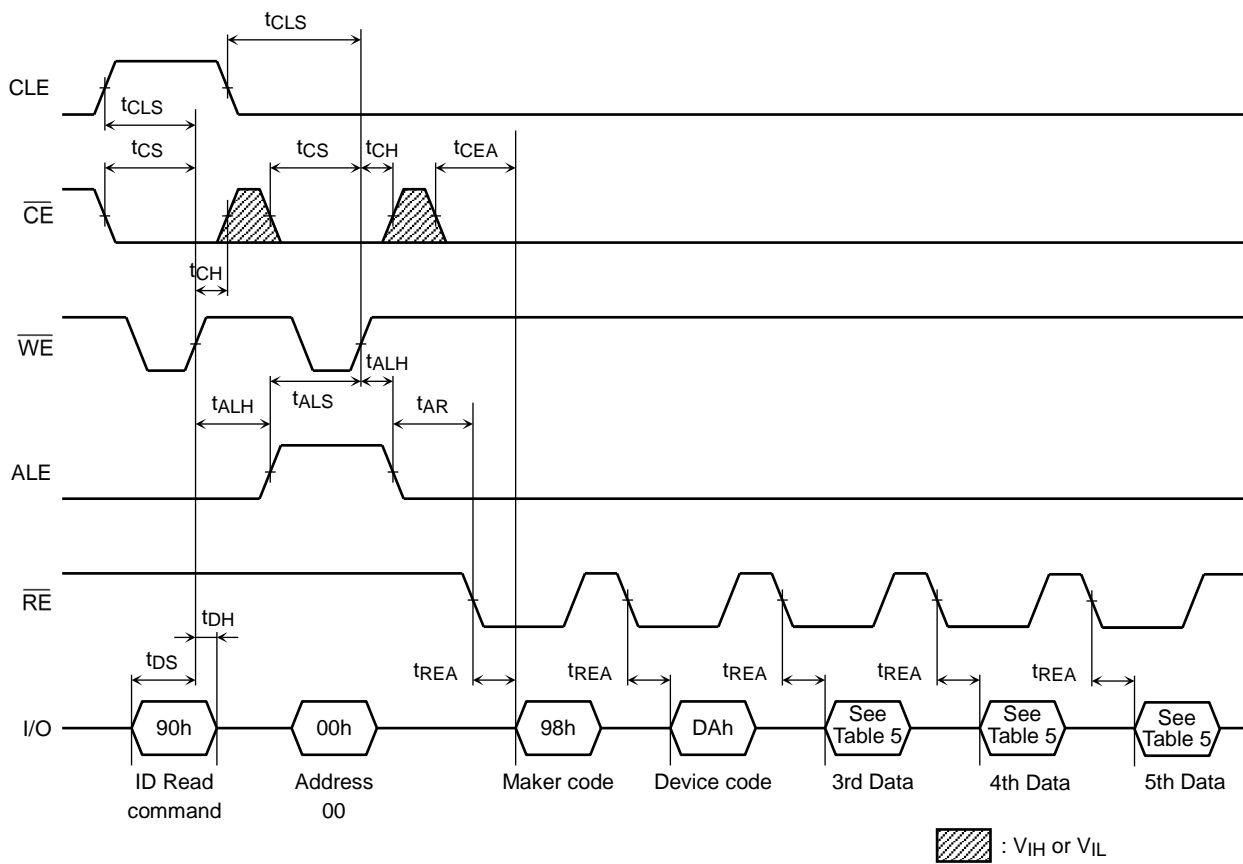 tCLS
CLE
tCLS
tCS
tCS
tCH
tCEA
CE
tCH
WE
tALH
tALH
tALS
tAR
ALE
RE
tDH
tDS
tREA
tREA
tREA
tREA
tREA
I/O
90h
00h
98h
DAh
See
Table 5
See
Table 5
See
Table 5
ID Read
command
Address
00
Maker code
Device code
3rd Data
4th Data
5th Data
: VIH or VIL